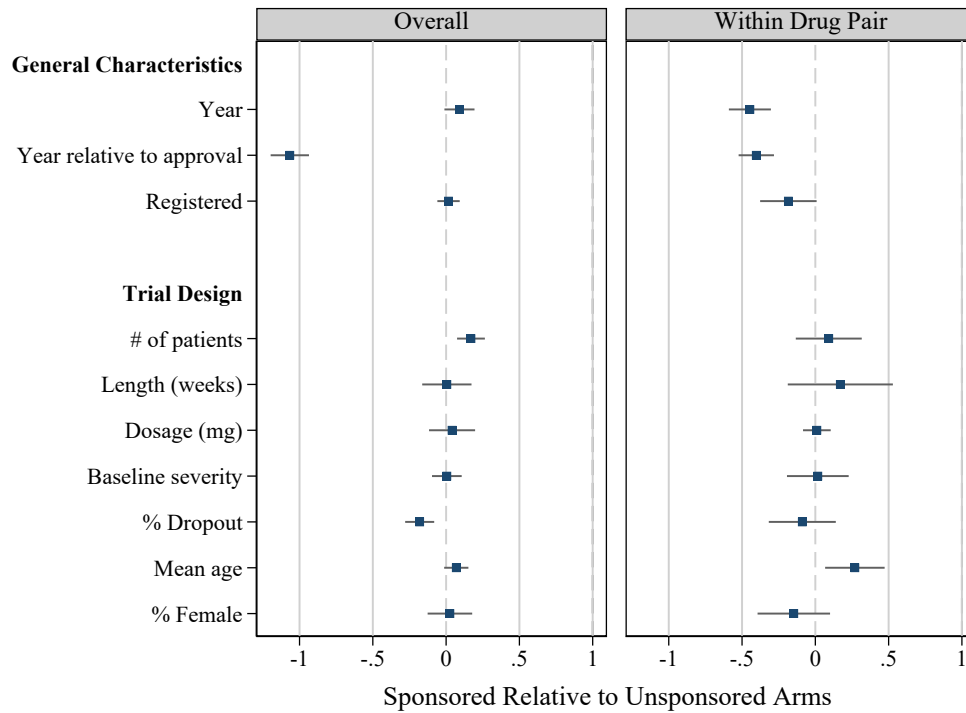 Overall
Within Drug Pair
General Characteristics
Year
Year relative to approval
Registered
Trial Design
# of patients
Length (weeks)
Dosage (mg)
Baseline severity
% Dropout
Mean age
% Female
-1 -.5 0 .5 1
-1 -.5 0 .5 1
Sponsored Relative to Unsponsored Arms